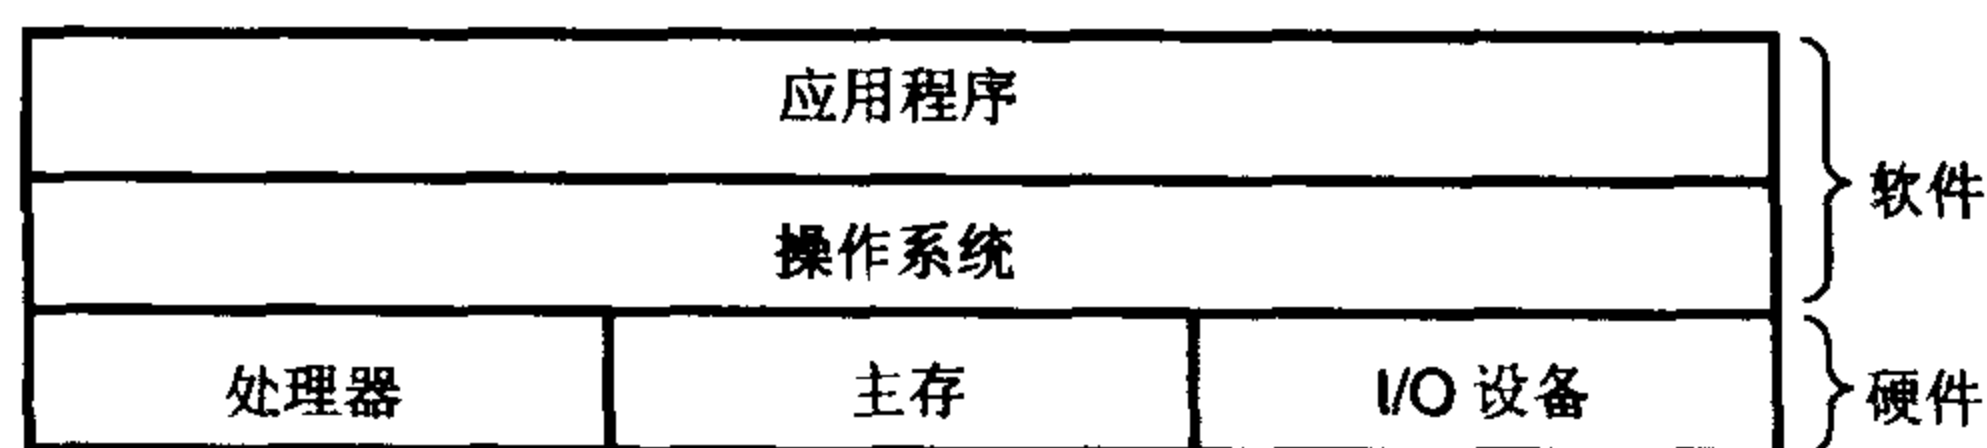 应用程序
软件
操作系统
处理器 主存 I/O 设备
硬件